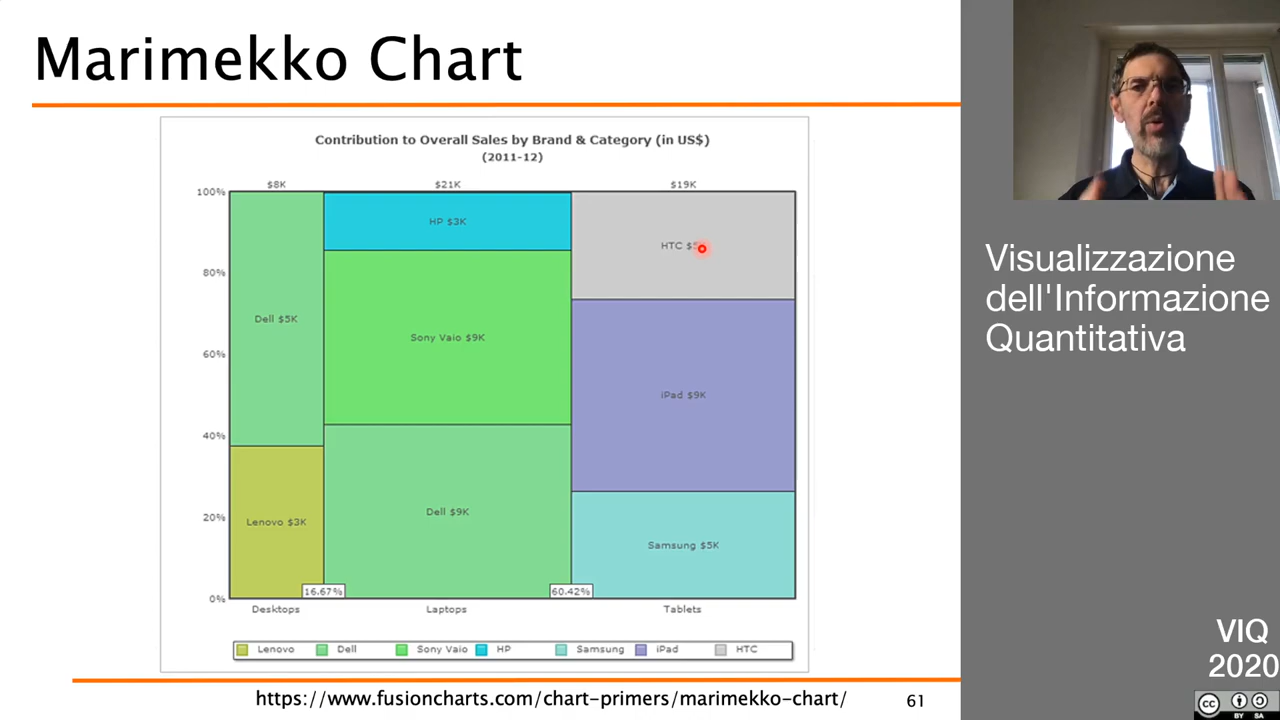 Marimekko Chart
Contribution to Overall Sales by Brand & Category (in US$)
(2011-12)
$8K $21K $19K
100%
80%
60%
40%
20%
0%
HP $3K
HTC
Dell $5K
Sony Vaio $9K
iPad $9K
Dell $9K
Lenovo $3K
Samsung $5K
16.67% 60.42%
Desktops Laptops Tablets
Lenovo Dell Sony Vaio HP Samsung iPad HTC
https://www.fusioncharts.com/chart-primers/marimekko-chart/ 61
Visualizzazione
dell'Informazione
Quantitativa
VIQ
2020
CC BY SA